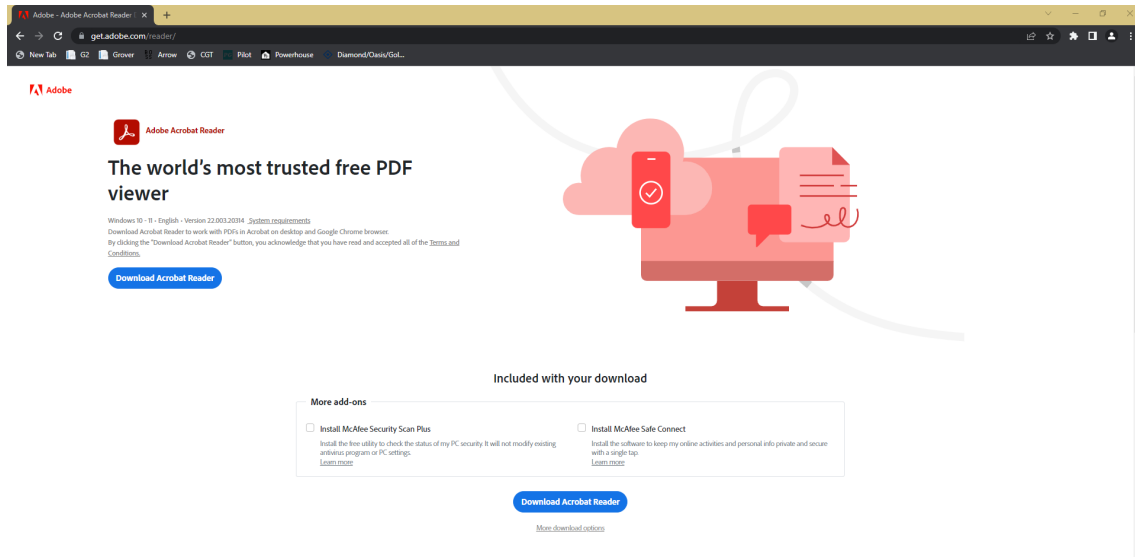 Adobe - Adobe Acrobat Reader
get.adobe.com/reader/
New Tab G2 Grover Arrow CGT Pilot Powerhouse Diamond/Oasis/Gol...
Adobe
Adobe Acrobat Reader
The world's most trusted free PDF
viewer
Windows 10 - 11 - English - Version 22.003.20314 System requirements
Download Acrobat Reader to work with PDFs in Acrobat on desktop and Google Chrome browser.
By clicking the "Download Acrobat Reader" button, you acknowledge that you have read and accepted all of the Terms and
Conditions.
Download Acrobat Reader
Included with your download
More add-ons
Install McAfee Security Scan Plus
Install the free utility to check the status of my PC security. It will not modify existing
antivirus program or PC settings.
Learn more
Install McAfee Safe Connect
Install the software to keep my online activities and personal info private and secure
with a single tap.
Learn more
Download Acrobat Reader
More download options